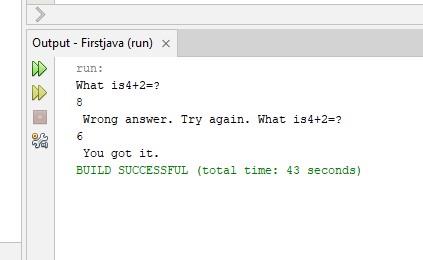 Output - Firstjava (run)
run:
What is4+2=?
8
Wrong answer. Try again. What is4+2=?
6
You got it.
BUILD SUCCESSFUL (total time: 43 seconds)